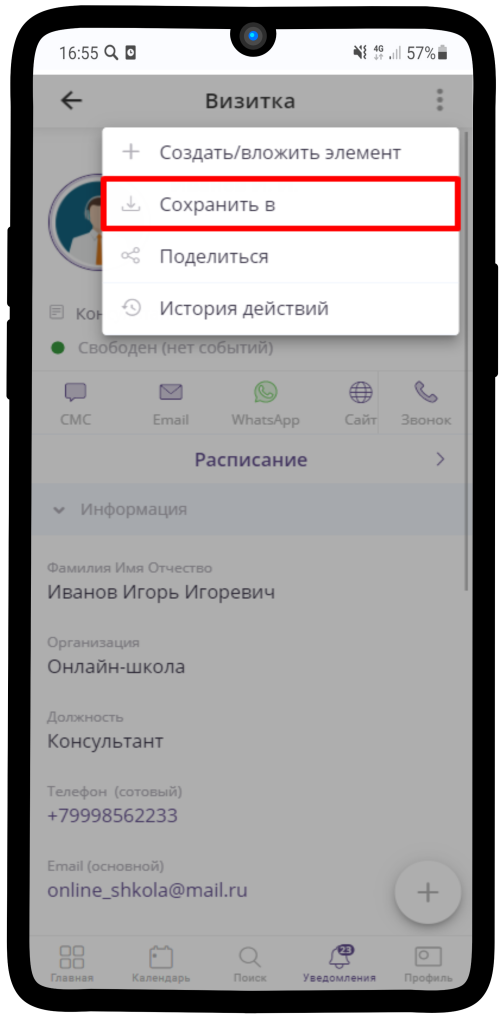 16:55 4G 57%
Визитка
Создать/вложить элемент
Сохранить в
Поделиться
История действий
Кон
Свободен (нет событий)
СМС Email WhatsApp Сайт Звонок
Расписание
Информация
Фамилия Имя Отчество
Иванов Игорь Игоревич
Организация
Онлайн-школа
Должность
Консультант
Телефон (сотовый)
+79998562233
Email (основной)
online_shkola@mail.ru
23
Главная Календарь Поиск Уведомления Профиль